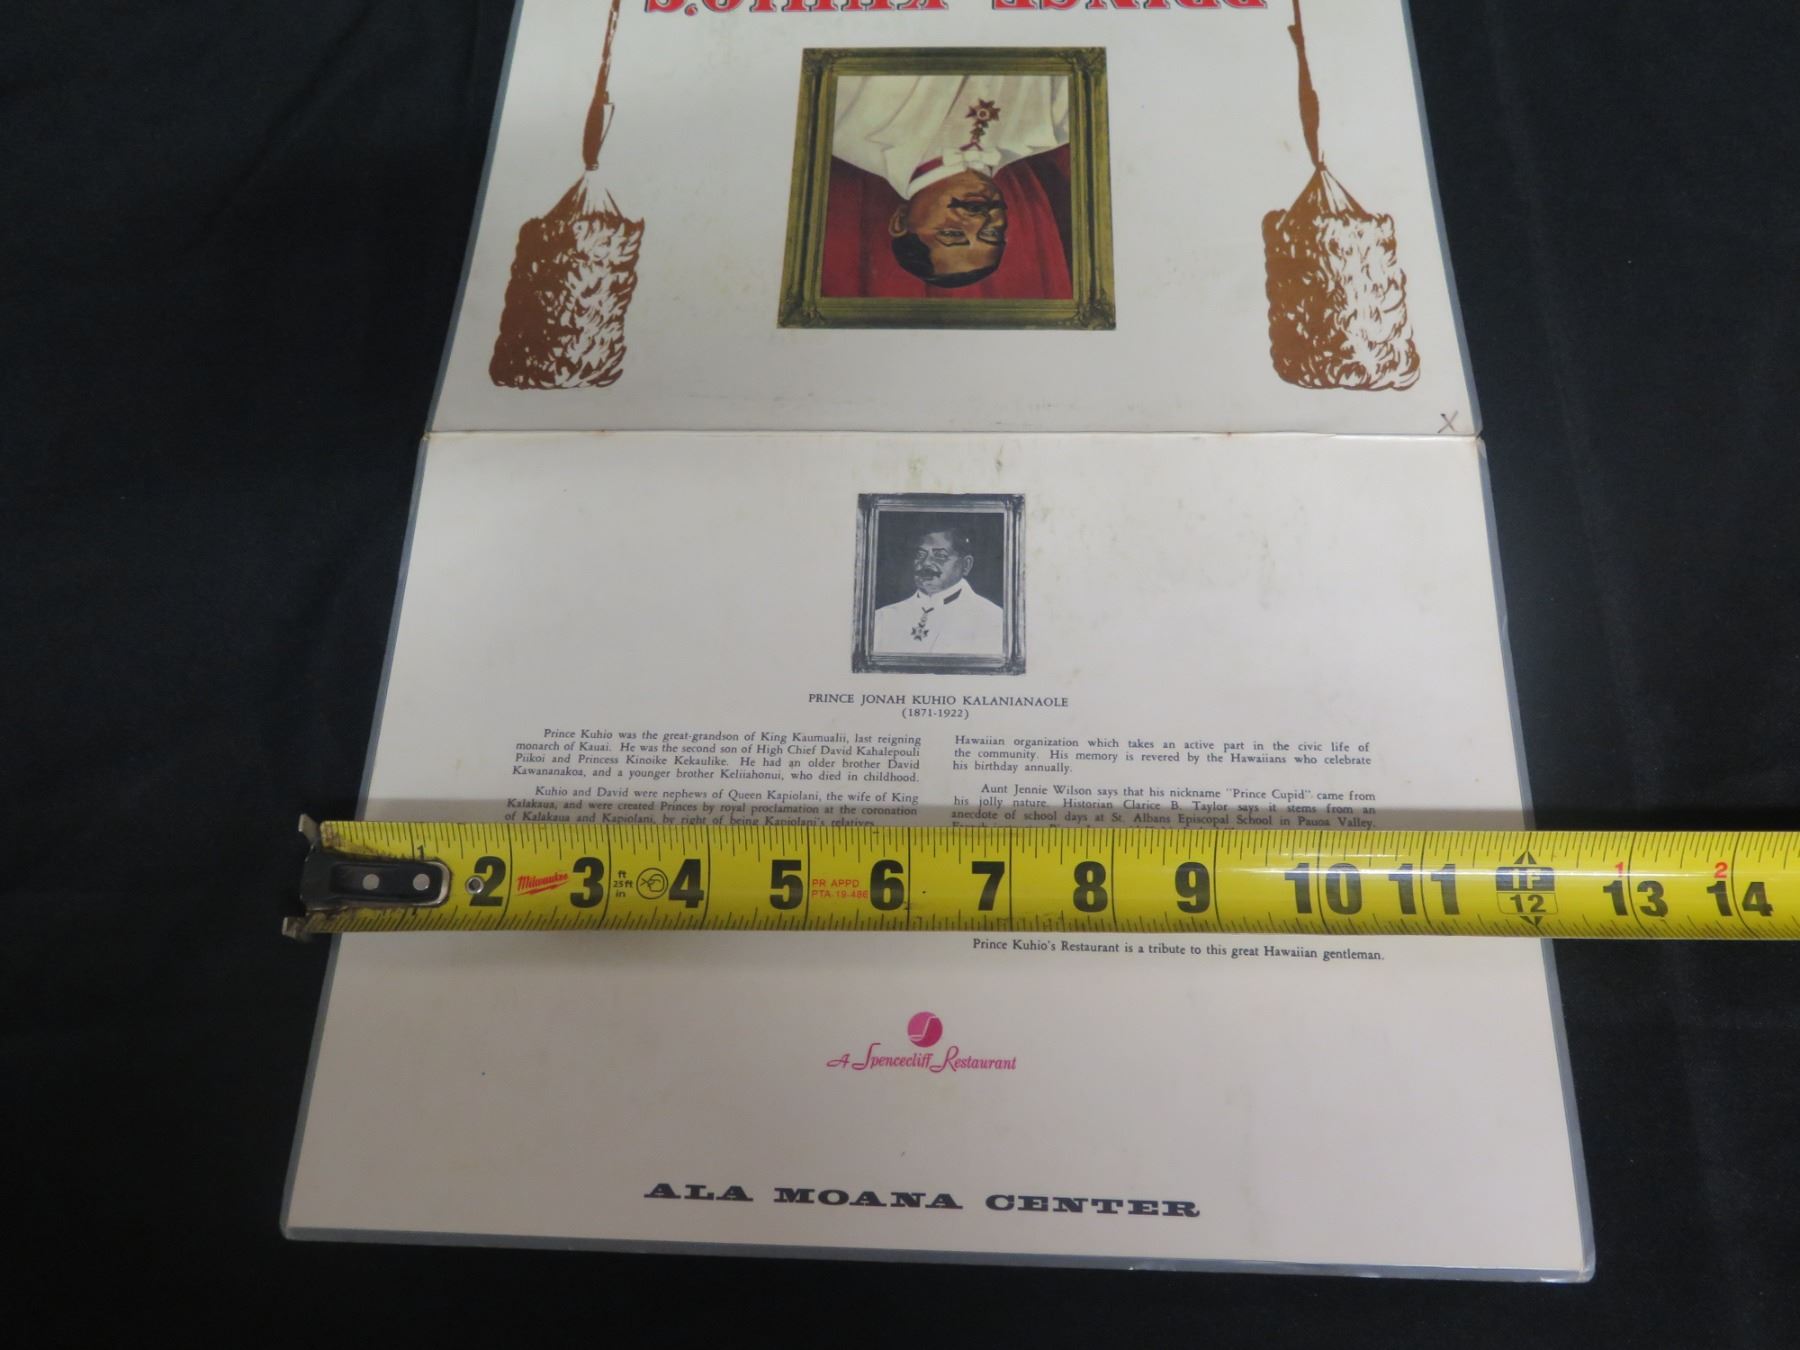 PRINCE KUHIO'S
X
PRINCE JONAH KUHIO KALANIANAOLE
(1871-1922)
Prince Kuhio was the great-grandson of King Kaumualii, last reigning
monarch of Kauai. He was the second son of High Chief David Kahalepouli
Piikoi and Princess Kinoike Kekaulike. He had an older brother David
Kawananakoa, and a younger brother Keliiahonui, who died in childhood.
Kuhio and David were nephews of Queen Kapiolani, the wife of King
Kalakaua, and were created Princes by royal proclamation at the coronation
of Kalakaua and Kapiolani, by right of being Kapiolani's relatives.
Hawaiian organization which takes an active part in the civic life of
the community. His memory is revered by the Hawaiians who celebrate
his birthday annually.
Aunt Jennie Wilson says that his nickname "Prince Cupid" came from
his jolly nature. Historian Clarice B. Taylor says it stems from an
anecdote of school days at St. Albans Episcopal School in Pauoa Valley.
1 2 Milwaukee 3 ft 25ft in 4 5 PR APPD PTA-19-486 6 7 8 9 10 11 1F 12 1 13 2 14
Prince Kuhio's Restaurant is a tribute to this great Hawaiian gentleman.
A Spencecliff Restaurant
ALA MOANA CENTER